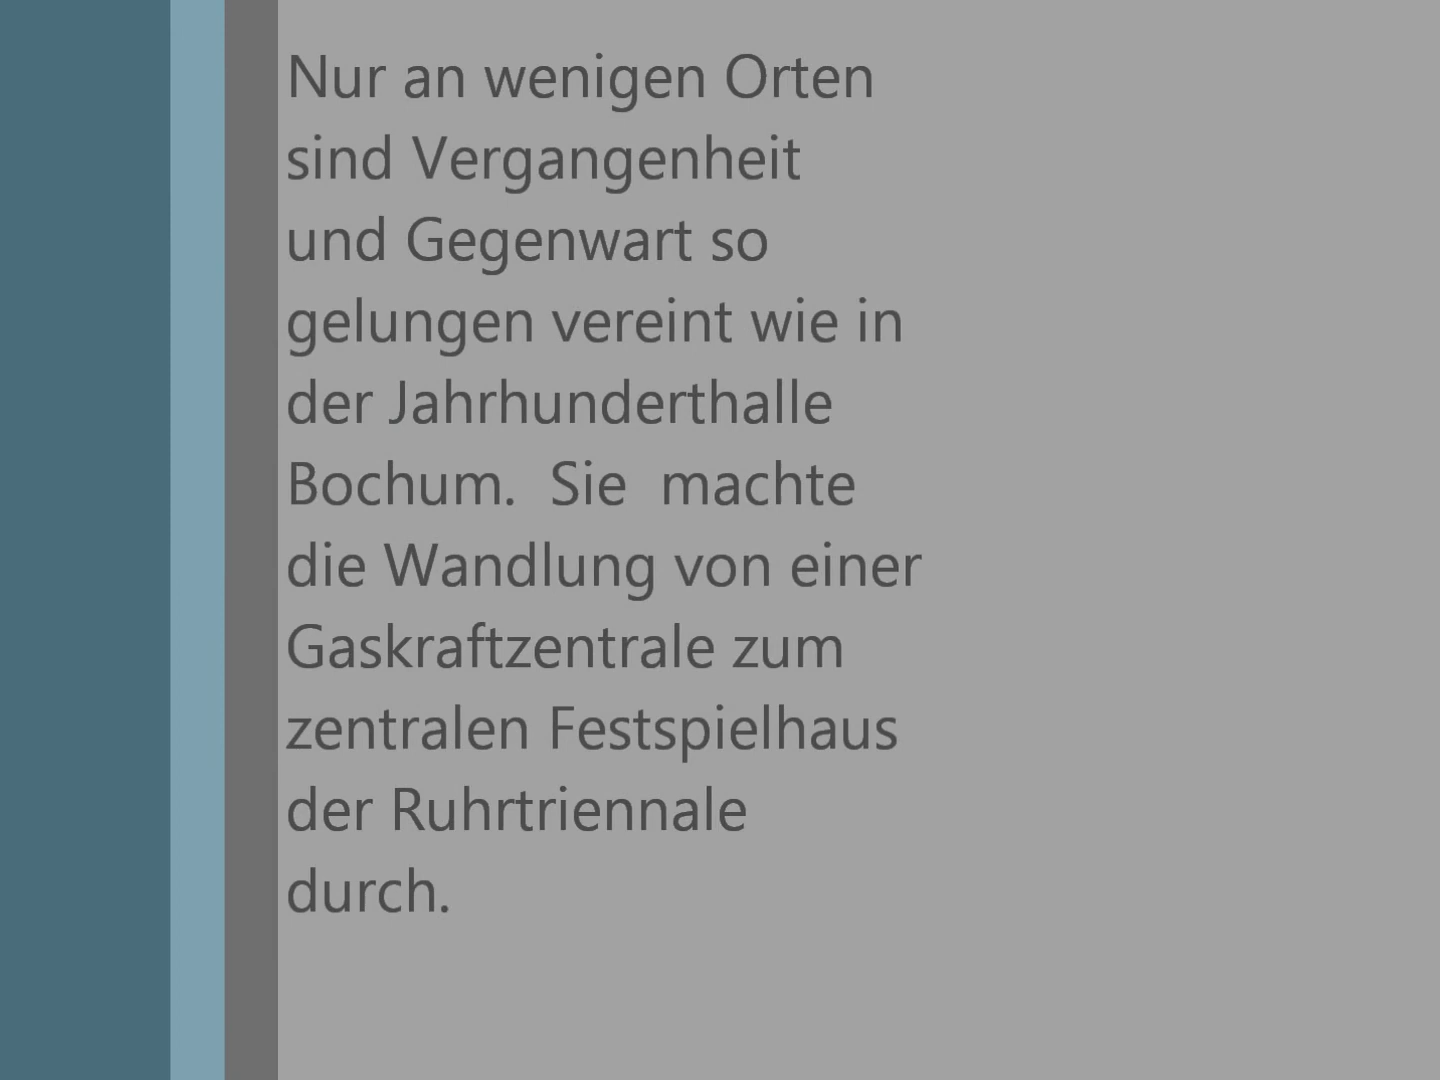 Nur an wenigen Orten
sind Vergangenheit
und Gegenwart so
gelungen vereint wie in
der Jahrhunderthalle
Bochum.  Sie  machte
die Wandlung von einer
Gaskraftzentrale zum
zentralen Festspielhaus
der Ruhrtriennale
durch.